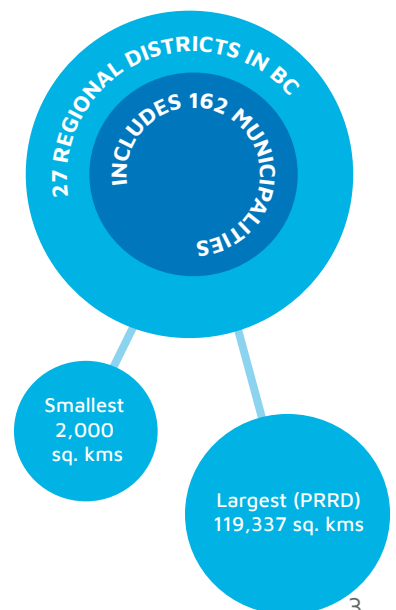 27 REGIONAL DISTRICTS IN BC
INCLUDES 162 MUNICIPALITIES
Smallest
2,000
sq. kms
Largest (PRRD)
119,337 sq. kms
3